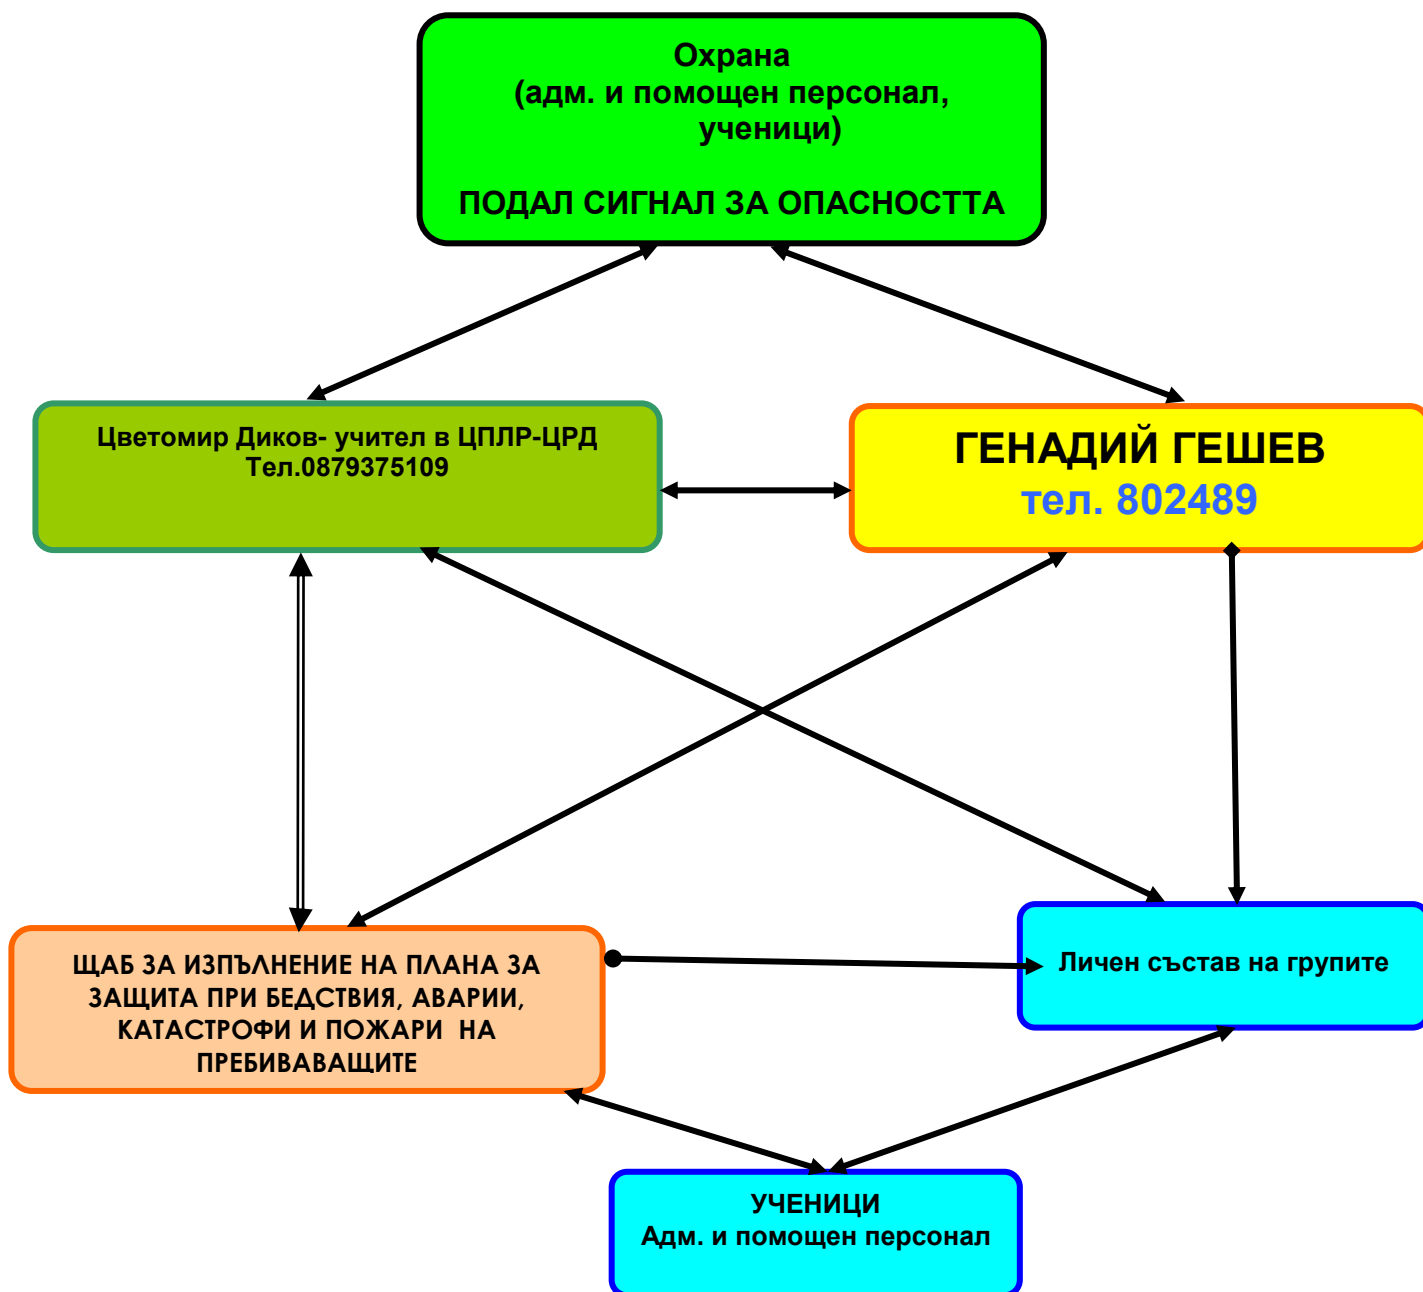 Охрана
(адм. и помощен персонал,
ученици)
ПОДАЛ СИГНАЛ ЗА ОПАСНОСТТА
Цветомир Диков- учител в ЦПЛР-ЦРД
Тел.0879375109
ГЕНАДИЙ ГЕШЕВ
тел. 802489
ЩАБ ЗА ИЗПЪЛНЕНИЕ НА ПЛАНА ЗА
ЗАЩИТА ПРИ БЕДСТВИЯ, АВАРИИ,
КАТАСТРОФИ И ПОЖАРИ НА
ПРЕБИВАВАЩИТЕ
Личен състав на групите
УЧЕНИЦИ
Адм. и помощен персонал